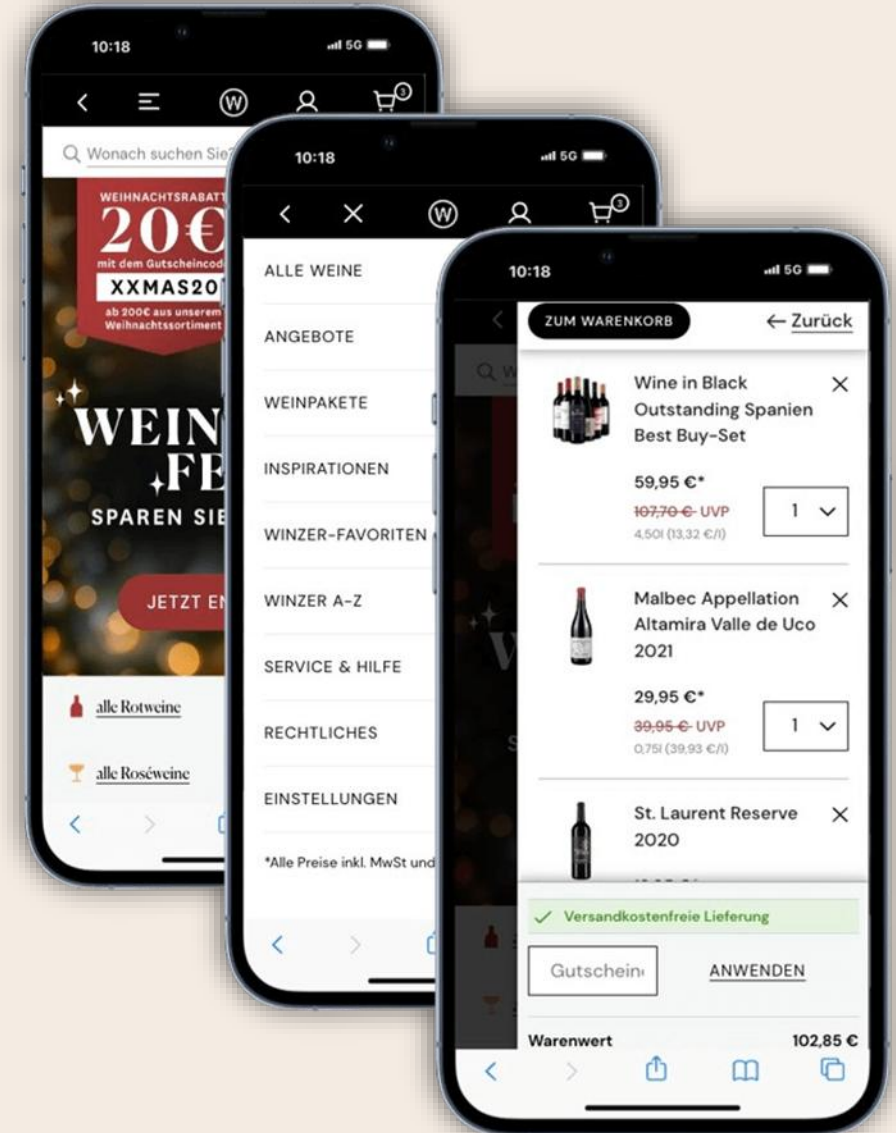 10:18
5G
W
3
Wonach suchen Sie?
WEIHNACHTSRABATT
20€
mit dem Gutscheincode
XXMAS20
ab 200€ aus unserem
Weihnachtssortiment
WEIN
FE
SPAREN SIE
JETZT EN
alle Rotweine
alle Roséweine
10:18
5G
W
3
ALLE WEINE
ANGEBOTE
WEINPAKETE
INSPIRATIONEN
WINZER-FAVORITEN
WINZER A-Z
SERVICE & HILFE
RECHTLICHES
EINSTELLUNGEN
*Alle Preise inkl. MwSt und
10:18
5G
ZUM WARENKORB
← Zurück
Wine in Black
Outstanding Spanien
Best Buy-Set
59,95 €*
107,70 € UVP
1
4,50l (13,32 €/l)
Malbec Appellation
Altamira Valle de Uco
2021
29,95 €*
39,95 € UVP
1
0,75l (39,93 €/l)
St. Laurent Reserve
2020
Versandkostenfreie Lieferung
Gutschein
ANWENDEN
Warenwert 102,85 €